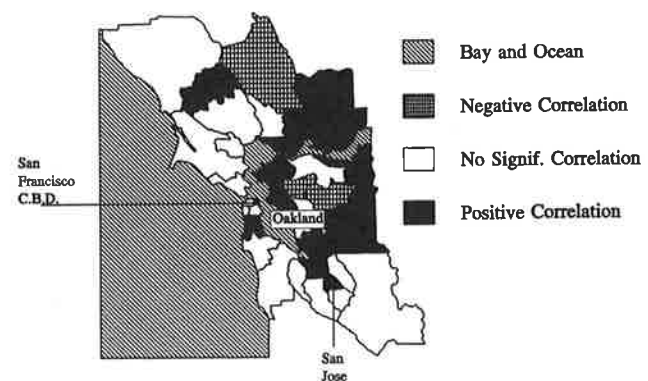 Bay and Ocean
Negative Correlation
No Signif. Correlation
Positive Correlation
San
Francisco
C.B.D.
Oakland
San
Jose